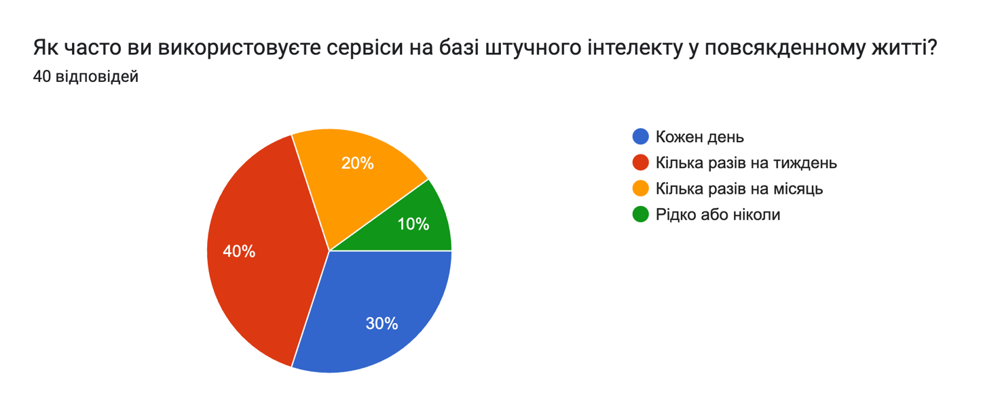 Як часто ви використовуєте сервіси на базі штучного інтелекту у повсякденному житті?
40 відповідей
Кожен день
Кілька разів на тиждень
Кілька разів на місяць
Рідко або ніколи
20%
10%
40%
30%